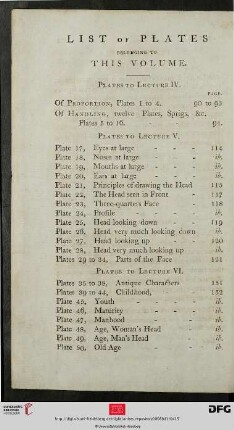 LIST OF PLATES
BELONGING TO
THIS VOLUME.
PLATES TO LECTURE IV.
PAGE.
Of PROPORTION, Plates 1 to 4, 90 to 92
Of HANDLING, twelve Plates, Sprigs, &c.
Plates 5 to 16. - - 94
PLATES TO LECTURE V.
Plate 17, Eyes at large - - - 114
Plate 18, Noses at large - - - ib.
Plate 19, Mouths at large - - - ib.
Plate 20, Ears at large - - - ib.
Plate 21, Principles of drawing the Head 115
Plate 22, The Head seen in Front 117
Plate 23, Three-quarters Face - - 118
Plate 24, Profile - - - ib.
Plate 25, Head looking down - - 119
Plate 26, Head very much looking down - ib.
Plate 27, Head looking up - - 120
Plate 28, Head very much looking up - ib.
Plates 29 to 34, Parts of the Face - 121
PLATES TO LECTURE VI.
Plates 35 to 38, Antique Characters 151
Plates 39 to 44, Childhood, - - 152
Plate 45, Youth - - - ib.
Plate 46, Maturity - - - ib.
Plate 47, Manhood - - - ib.
Plate 48, Age, Woman's Head - - ib.
Plate 49, Age, Man's Head - - ib.
Plate 50, Old Age - - - ib.
DFG